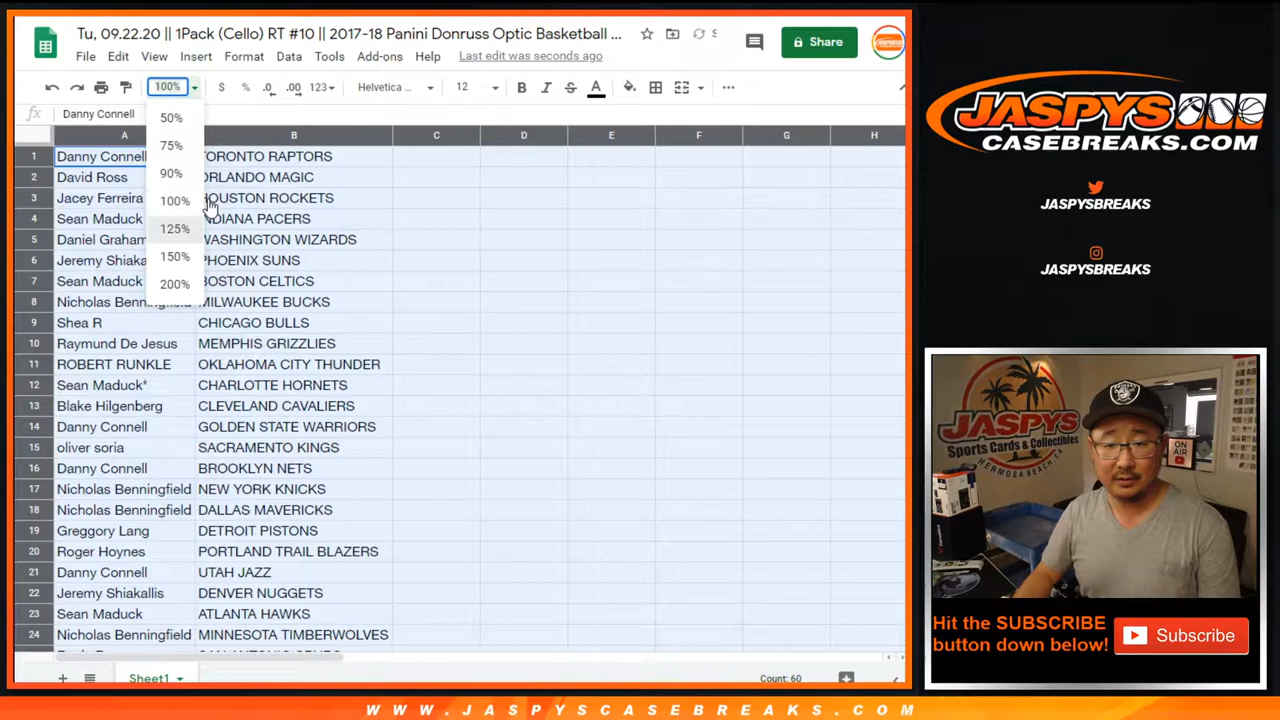 Tu, 09.22.20 || 1Pack (Cello) RT #10 || 2017-18 Panini Donruss Optic Basketball ...
File Edit View Insert Format Data Tools Add-ons Help Last edit was seconds ago
Share
100% $ % .0 .00 123 Helvetica ... 12 B I S A
fx Danny Connell
50%
75%
90%
100%
125%
150%
200%
A B C D E F G H
1 Danny Connell TORONTO RAPTORS
2 David Ross ORLANDO MAGIC
3 Jacey Ferreira HOUSTON ROCKETS
4 Sean Maduck INDIANA PACERS
5 Daniel Graham WASHINGTON WIZARDS
6 Jeremy Shiaka PHOENIX SUNS
7 Sean Maduck BOSTON CELTICS
8 Nicholas Benningfield MILWAUKEE BUCKS
9 Shea R CHICAGO BULLS
10 Raymund De Jesus MEMPHIS GRIZZLIES
11 ROBERT RUNKLE OKLAHOMA CITY THUNDER
12 Sean Maduck* CHARLOTTE HORNETS
13 Blake Hilgenberg CLEVELAND CAVALIERS
14 Danny Connell GOLDEN STATE WARRIORS
15 oliver soria SACRAMENTO KINGS
16 Danny Connell BROOKLYN NETS
17 Nicholas Benningfield NEW YORK KNICKS
18 Nicholas Benningfield DALLAS MAVERICKS
19 Greggory Lang DETROIT PISTONS
20 Roger Hoynes PORTLAND TRAIL BLAZERS
21 Danny Connell UTAH JAZZ
22 Jeremy Shiakallis DENVER NUGGETS
23 Sean Maduck ATLANTA HAWKS
24 Nicholas Benningfield MINNESOTA TIMBERWOLVES
Sheet1
Count: 60
JASPYS
CASEBREAKS.COM
JASPYSBREAKS
JASPYSBREAKS
JASPYS
Sports Cards & Collectibles
HERMOSA BEACH
ON
AIR
Hit the SUBSCRIBE
button down below!
Subscribe
WWW.JASPYSCASEBREAKS.COM